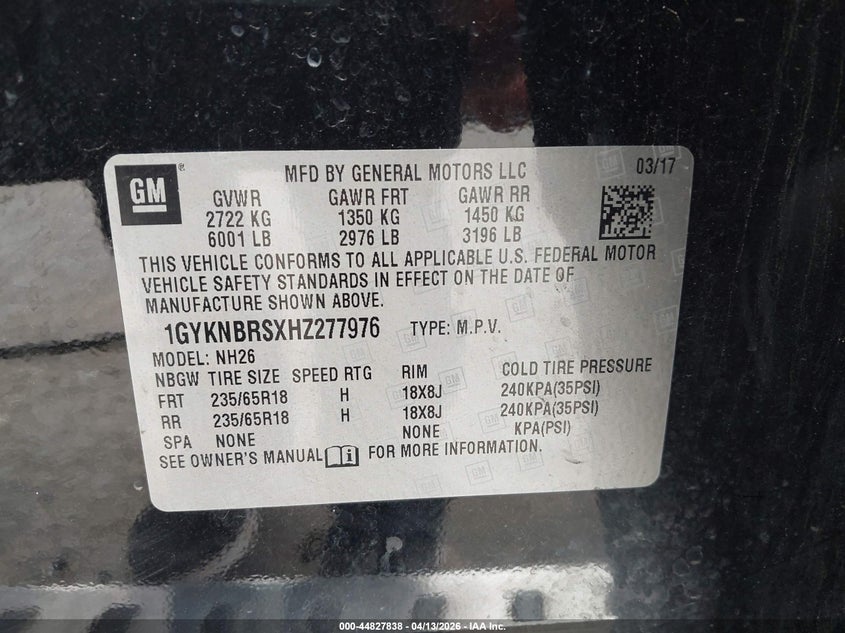 GM ®
MFD BY GENERAL MOTORS LLC 03/17
GVWR GAWR FRT GAWR RR
2722 KG 1350 KG 1450 KG
6001 LB 2976 LB 3196 LB
THIS VEHICLE CONFORMS TO ALL APPLICABLE U.S. FEDERAL MOTOR
VEHICLE SAFETY STANDARDS IN EFFECT ON THE DATE OF
MANUFACTURE SHOWN ABOVE.
1GYKNBRSXHZ277976 TYPE: M.P.V.
MODEL: NH26
NBGW TIRE SIZE SPEED RTG RIM COLD TIRE PRESSURE
FRT 235/65R18 H 18X8J 240KPA(35PSI)
RR 235/65R18 H 18X8J 240KPA(35PSI)
SPA NONE NONE KPA(PSI)
SEE OWNER'S MANUAL i FOR MORE INFORMATION.
000-44827838 - 04/13/2026 - IAA Inc.